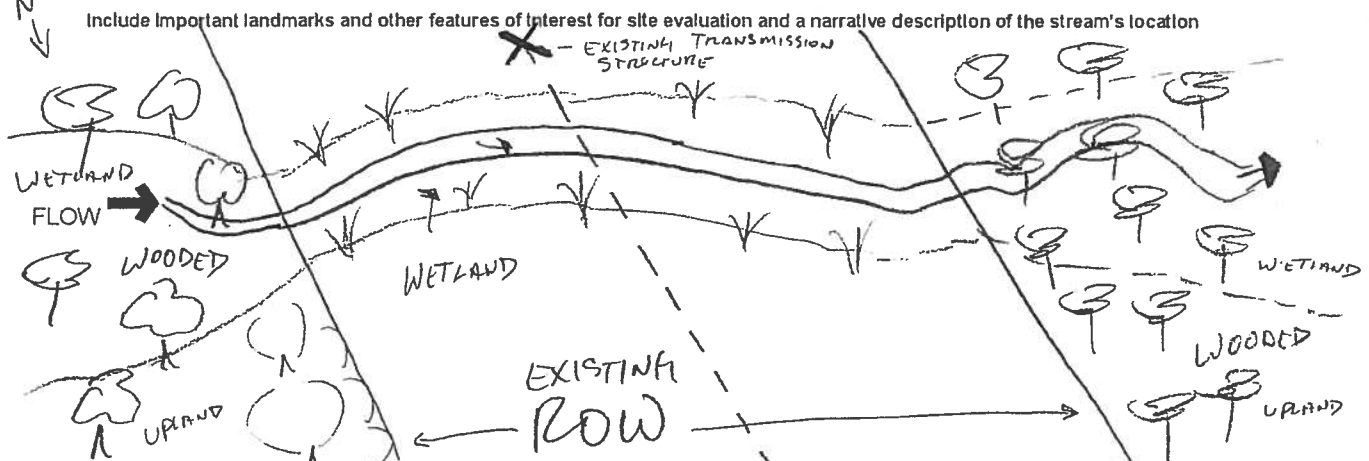 N
Include Important landmarks and other features of Interest for site evaluation and a narrative description of the stream's location
X - EXISTING TRANSMISSION
STRUCTURE
WETLAND
FLOW
WOODED
WETLAND
WETLAND
WOODED
UPLAND
EXISTING
ROW
UPLAND